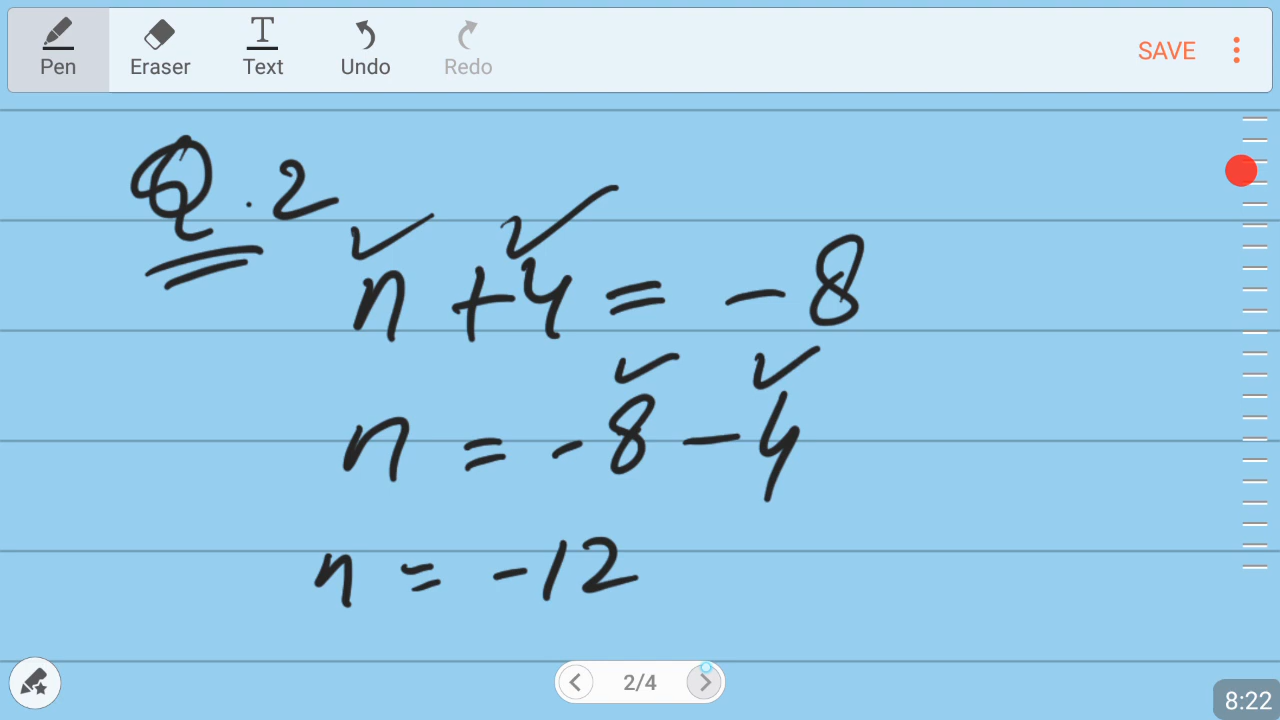 Pen Eraser Text Undo Redo SAVE
Q.2
n + 4 = - 8
n = - 8 - 4
n = - 12
2/4
8:22